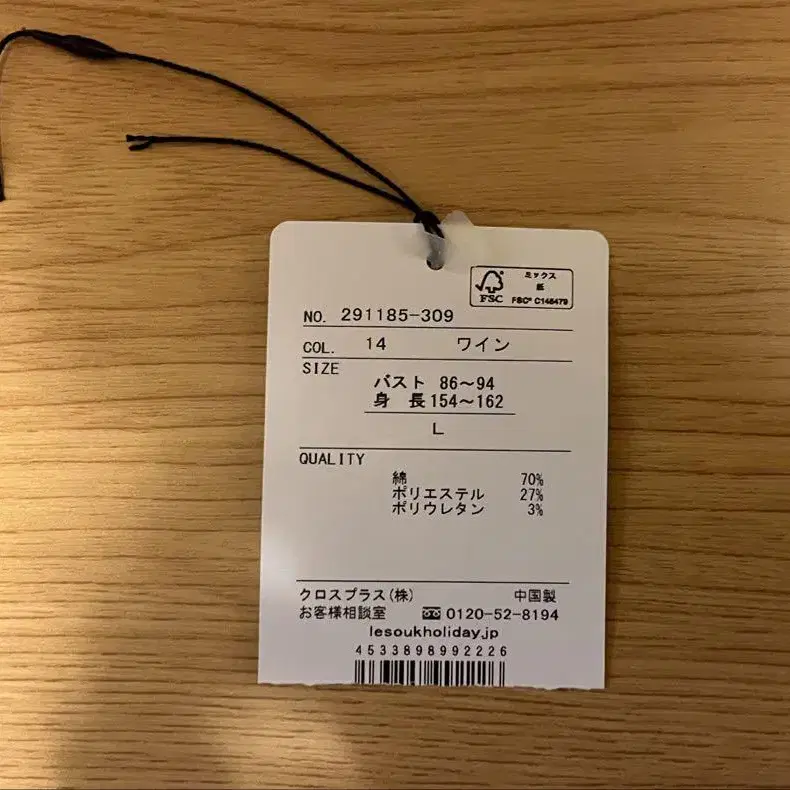 ミックス
紙
FSC
FSC® C148479
NO. 291185-309
COL. 14 ワイン
SIZE
バスト 86～94
身 長 154～162
L
QUALITY
綿 70%
ポリエステル 27%
ポリウレタン 3%
クロスプラス(株) 中国製
お客様相談室 0120-52-8194
lesoukholiday.jp
4533898992226